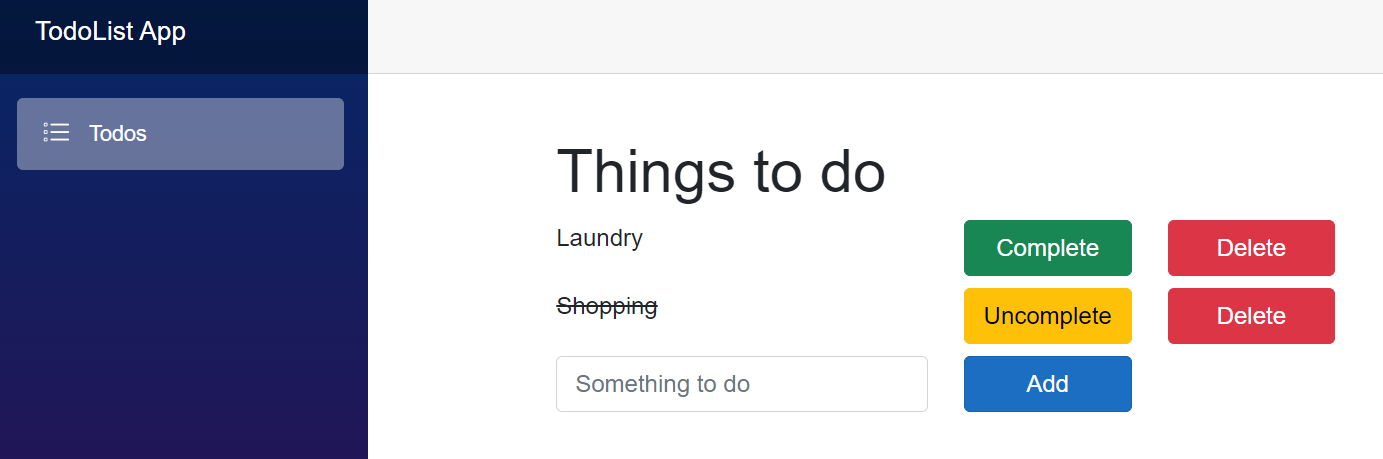 TodoList App
Todos
Things to do
Laundry
Complete
Delete
Shopping
Uncomplete
Delete
Something to do
Add